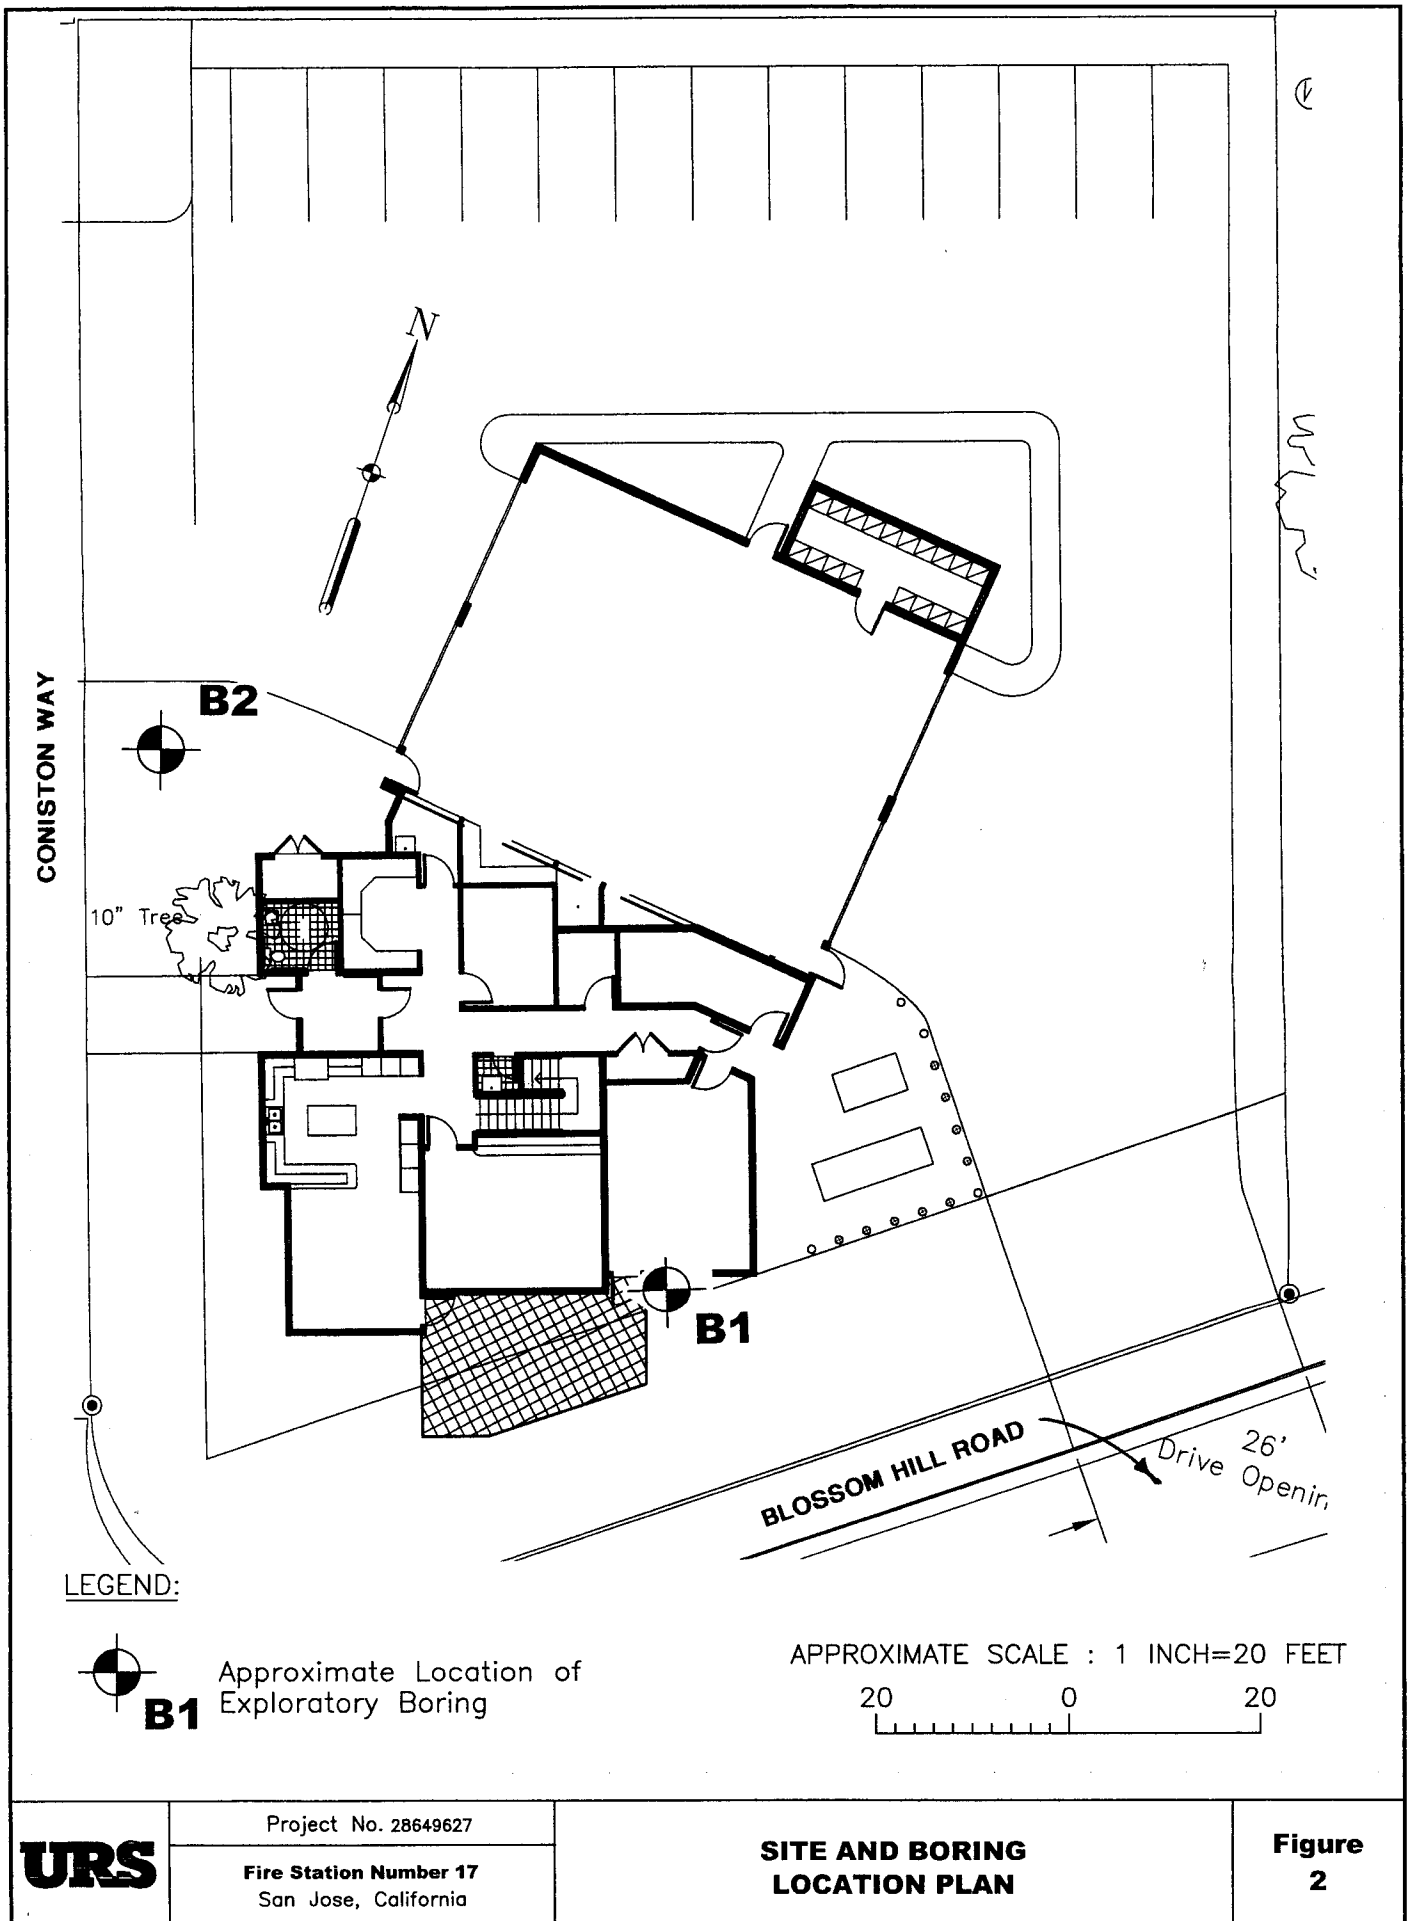 N
CONISTON WAY
B2
10" Tree
B1
BLOSSOM HILL ROAD
26'
Drive Openin
LEGEND:
B1
Approximate Location of
Exploratory Boring
APPROXIMATE SCALE : 1 INCH=20 FEET
20 0 20
URS
Project No. 28649627
Fire Station Number 17
San Jose, California
SITE AND BORING
LOCATION PLAN
Figure
2